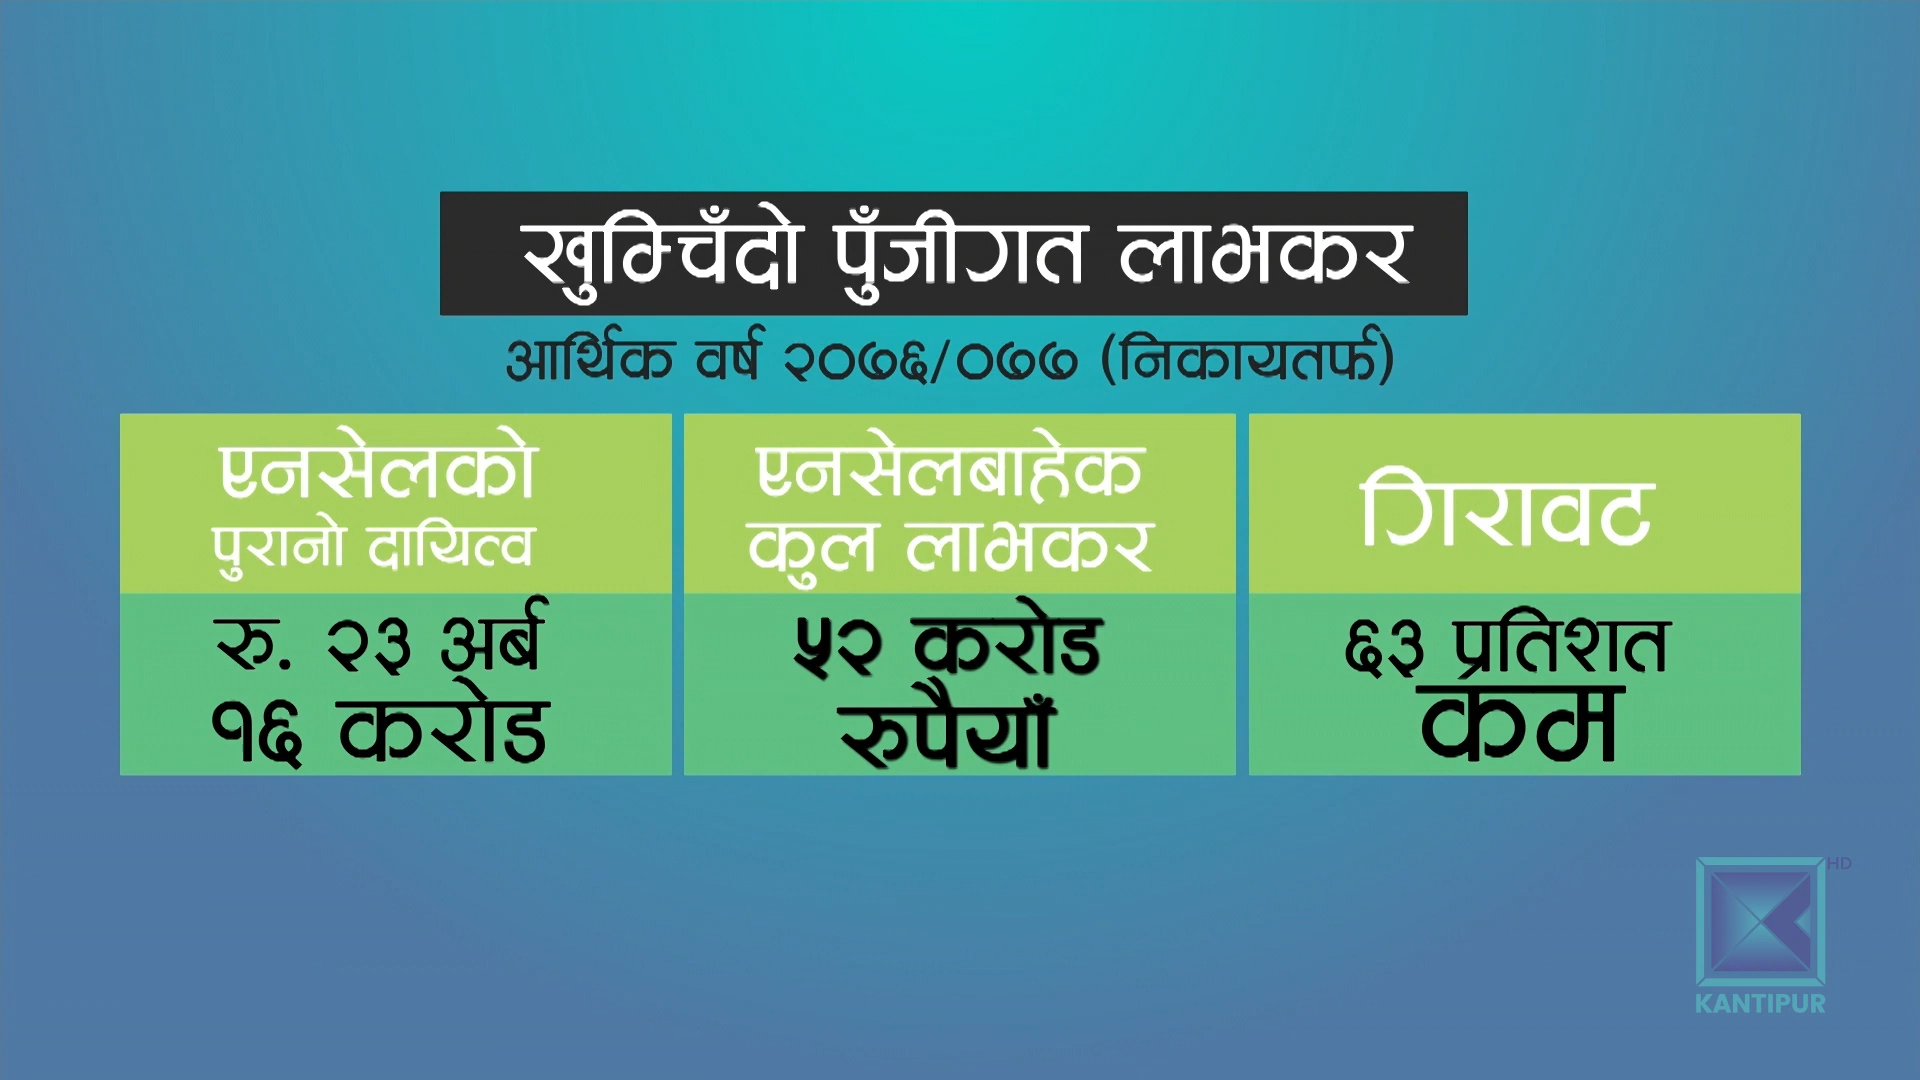 खुम्चिँदो पुँजीगत लाभकर
आर्थिक वर्ष २०७६/०७७ (निकायतर्फ)
एनसेलको
पुरानो दायित्व
रु. २३ अर्ब
१६ करोड
एनसेलबाहेक
कुल लाभकर
५२ करोड
रुपैयाँ
गिरावट
६३ प्रतिशत
कम
HD
KANTIPUR